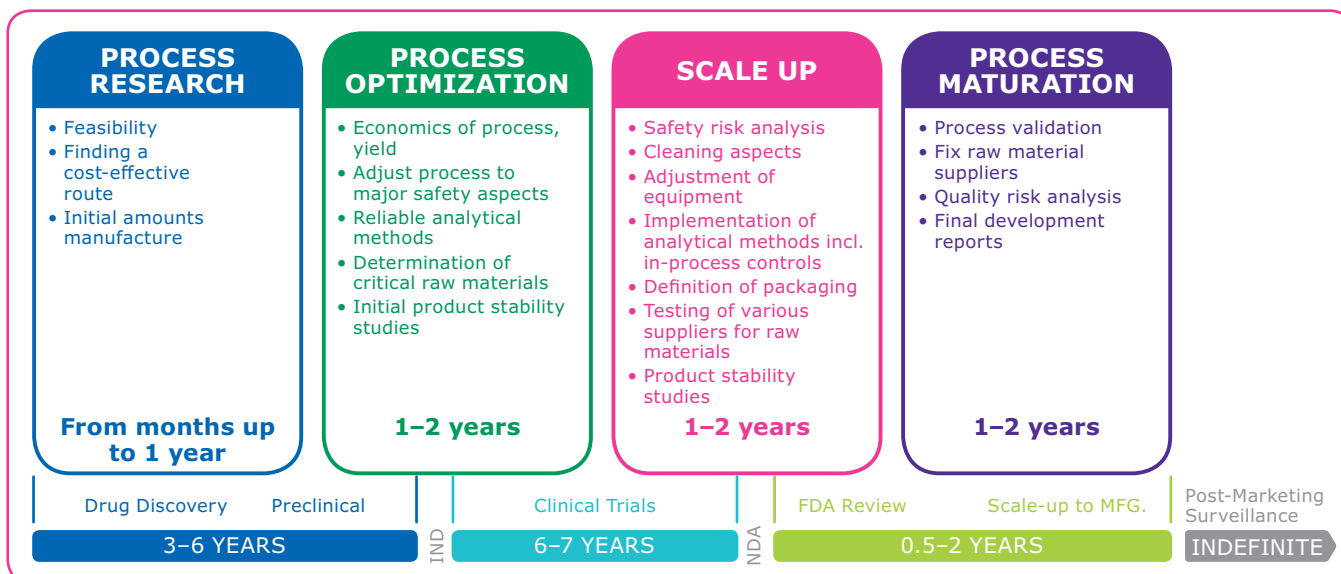 PROCESS
RESEARCH
• Feasibility
• Finding a
cost-effective
route
• Initial amounts
manufacture
From months up
to 1 year
PROCESS
OPTIMIZATION
• Economics of process,
yield
• Adjust process to
major safety aspects
• Reliable analytical
methods
• Determination of
critical raw materials
• Initial product stability
studies
1–2 years
SCALE UP
• Safety risk analysis
• Cleaning aspects
• Adjustment of
equipment
• Implementation of
analytical methods incl.
in-process controls
• Definition of packaging
• Testing of various
suppliers for raw
materials
• Product stability
studies
1–2 years
PROCESS
MATURATION
• Process validation
• Fix raw material
suppliers
• Quality risk analysis
• Final development
reports
1–2 years
Drug Discovery
Preclinical
3–6 YEARS
IND
Clinical Trials
6–7 YEARS
NDA
FDA Review
Scale-up to MFG.
0.5–2 YEARS
Post-Marketing
Surveillance
INDEFINITE